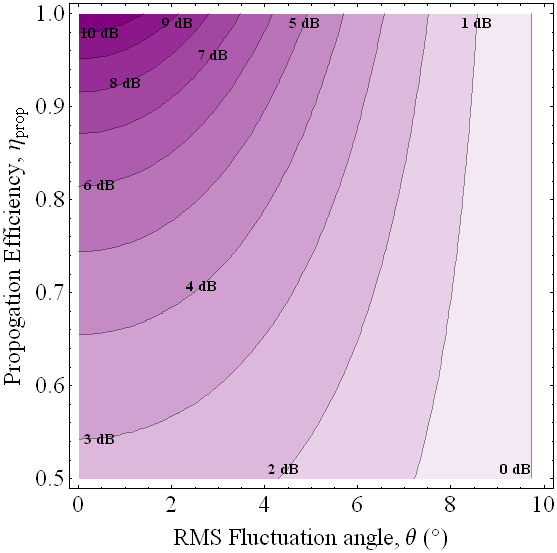 1.0
10 dB
9 dB
5 dB
1 dB
7 dB
8 dB
0.9
6 dB
0.8
0.7
4 dB
0.6
3 dB
2 dB
0 dB
0.5
0 2 4 6 8 10
RMS Fluctuation angle, θ (°)
Propogation Efficiency, ηprop